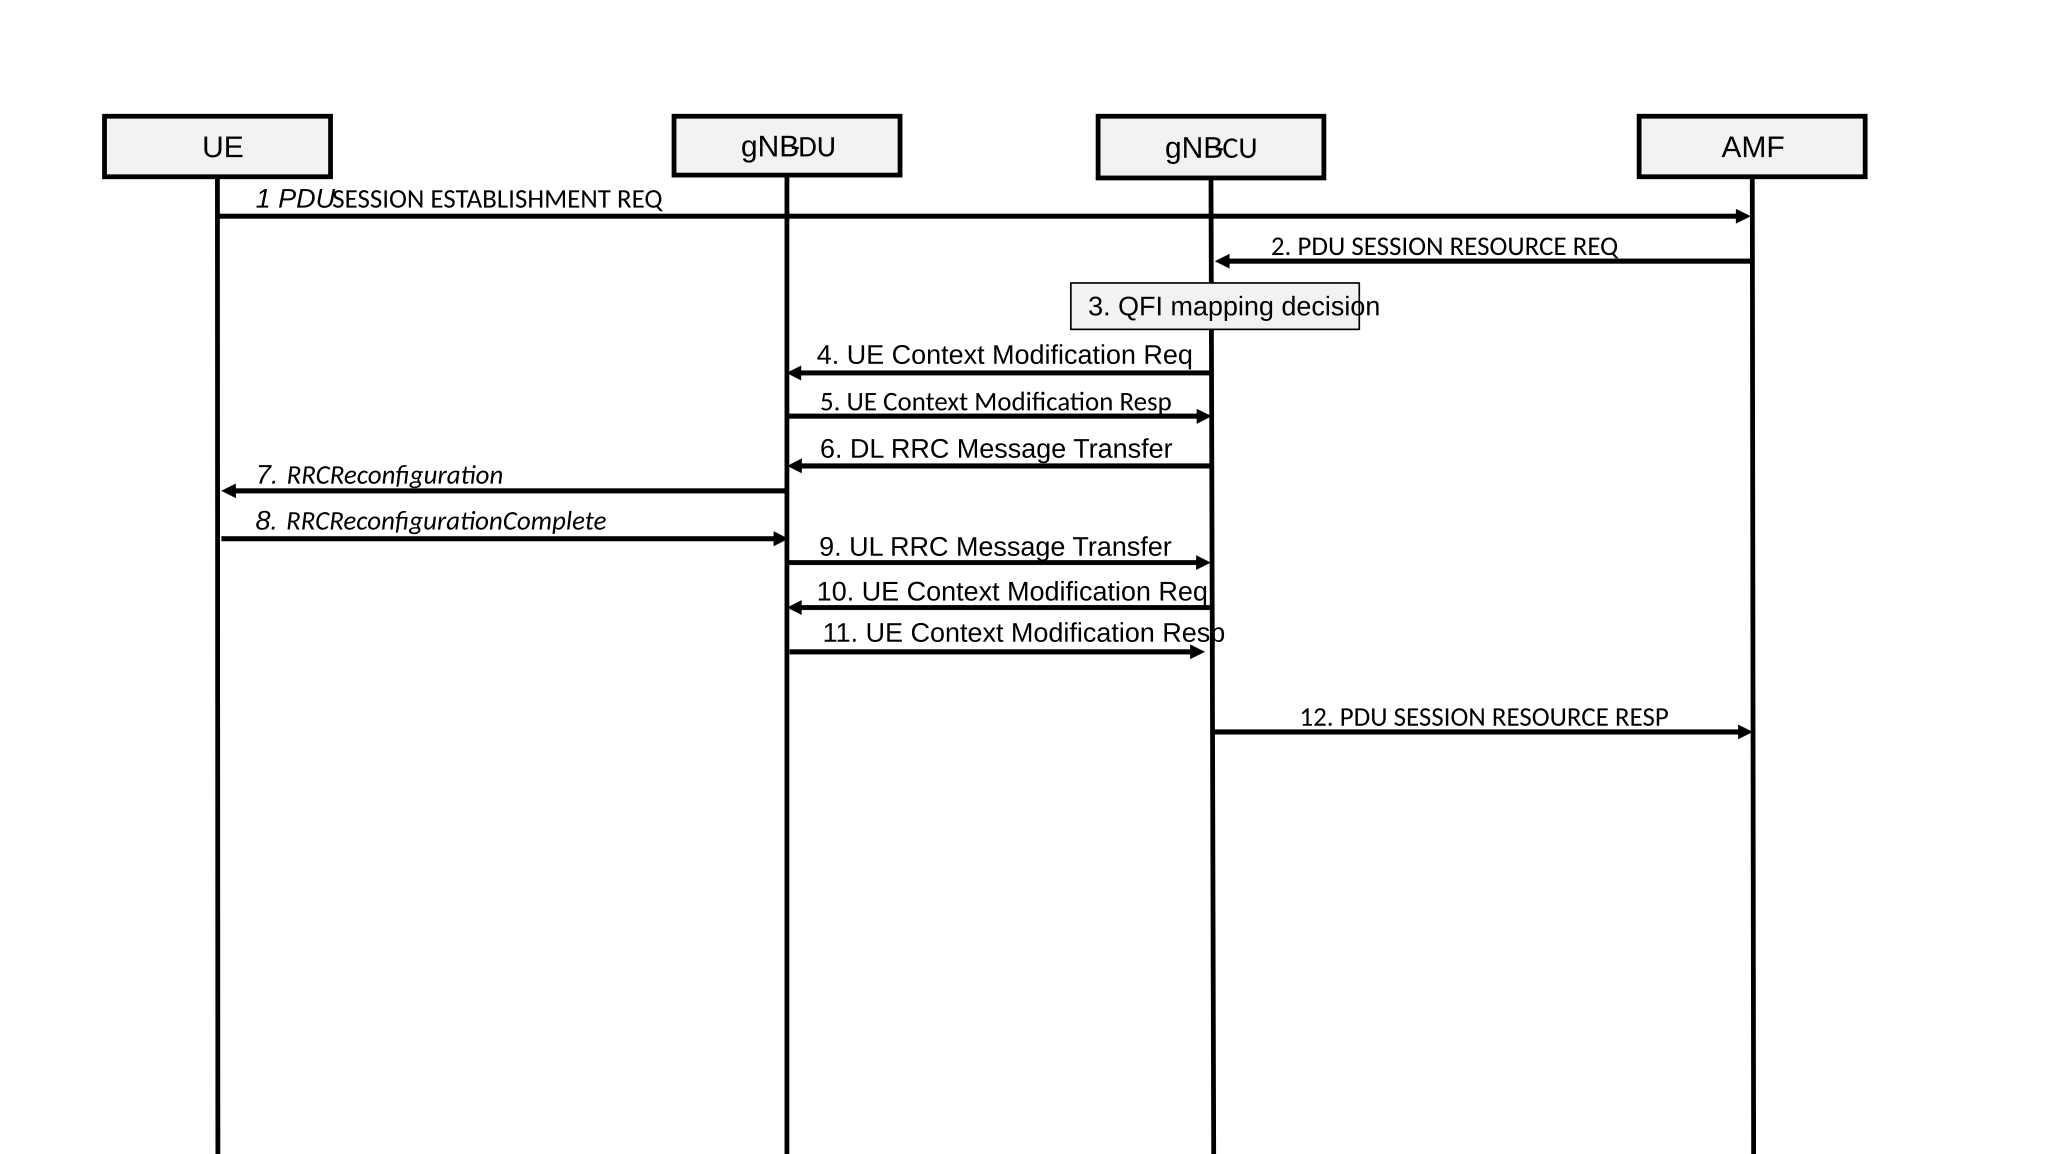 UE
gNB-DU
gNB-CU
AMF
1 PDU SESSION ESTABLISHMENT REQ
2. PDU SESSION RESOURCE REQ
3. QFI mapping decision
4. UE Context Modification Req
5. UE Context Modification Resp
6. DL RRC Message Transfer
7. RRCReconfiguration
8. RRCReconfigurationComplete
9. UL RRC Message Transfer
10. UE Context Modification Req
11. UE Context Modification Resp
12. PDU SESSION RESOURCE RESP